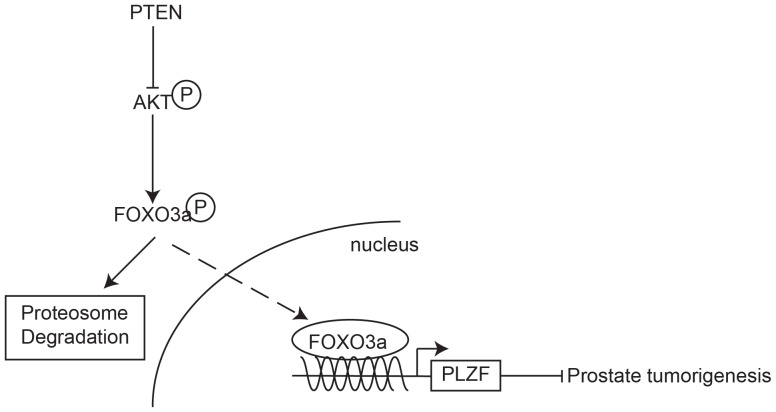 PTEN
AKT P
FOXO3a P
nucleus
Proteosome
Degradation
FOXO3a
PLZF
Prostate tumorigenesis